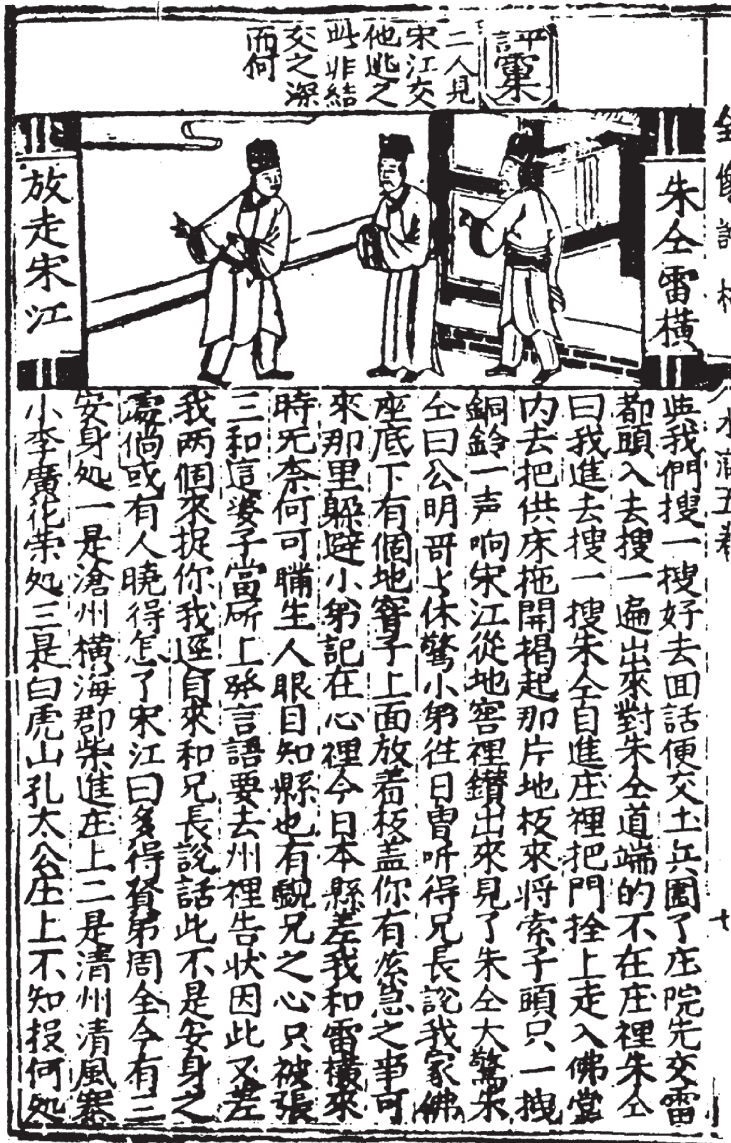 評雲集
二人見
宋江交
他逃之
此非結
交之深
而何
朱仝雷橫
放走宋江
水滸五卷
七
與我們搜一搜好去回話便交土兵圍了庄院先交雷
都頭入去搜一遍出來對朱仝道端的不在庄裡朱仝
曰我進去搜一搜朱仝自進庄裡把門拴上走入佛堂
內去把供床拖開揭起那片地板來將索子頭只一拽
銅鈴一声响宋江從地窖裡鑽出來見了朱仝大驚朱
仝曰公明哥〻休驚小弟往日曾听得兄長說我家佛
座底下有個地窖子上面放着板盖你有緊急之事可
來那里躲避小弟記在心裡今日本縣差我和雷橫來
時无奈何可瞞生人眼目知縣也有覷兄之心只被張
三和這婆子當所上發言語要去州裡告狀因此又差
我两個來捉你我逕自來和兄長說話此不是安身之
處倘或有人曉得怎了宋江曰多得賢弟周全今有三
安身処一是滄州橫海郡柴進庄上二是清州清風寨
小李廣花荣処三是白虎山孔太公庄上不知投何処